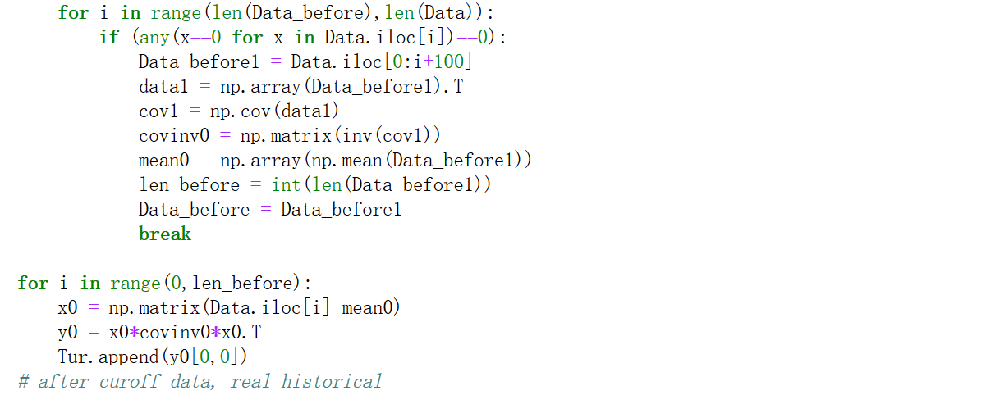 for i in range(len(Data_before),len(Data)):
        if (any(x==0 for x in Data.iloc[i])==0):
            Data_before1 = Data.iloc[0:i+100]
            data1 = np.array(Data_before1).T
            cov1 = np.cov(data1)
            covinv0 = np.matrix(inv(cov1))
            mean0 = np.array(np.mean(Data_before1))
            len_before = int(len(Data_before1))
            Data_before = Data_before1
            break
for i in range(0,len_before):
    x0 = np.matrix(Data.iloc[i]-mean0)
    y0 = x0*covinv0*x0.T
    Tur.append(y0[0,0])
# after curoff data, real historical